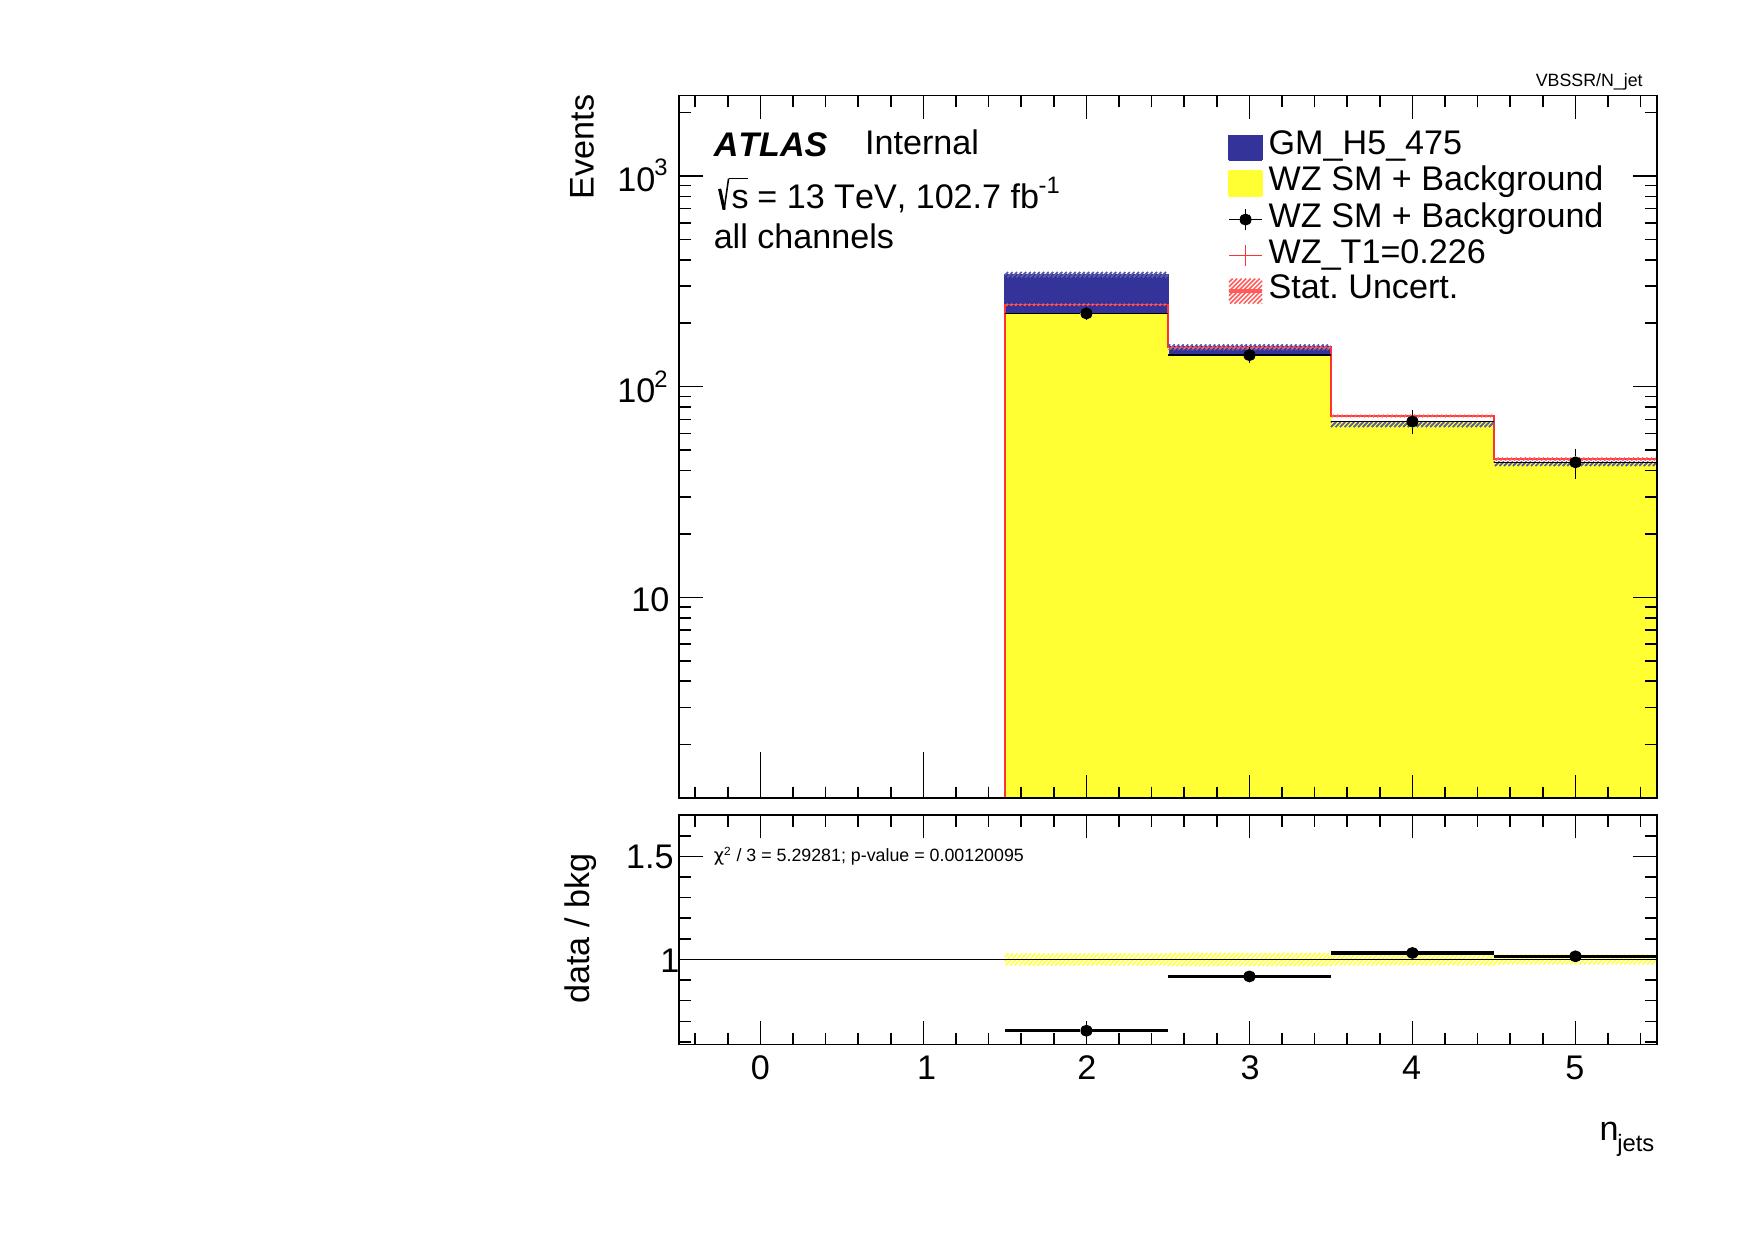 VBSSR/N_jet
Events
ATLAS Internal
√s = 13 TeV, 102.7 fb-1
all channels
GM_H5_475
WZ SM + Background
WZ SM + Background
WZ_T1=0.226
Stat. Uncert.
10³
10²
10
data / bkg
χ² / 3 = 5.29281; p-value = 0.00120095
1.5
1
0 1 2 3 4 5
njets